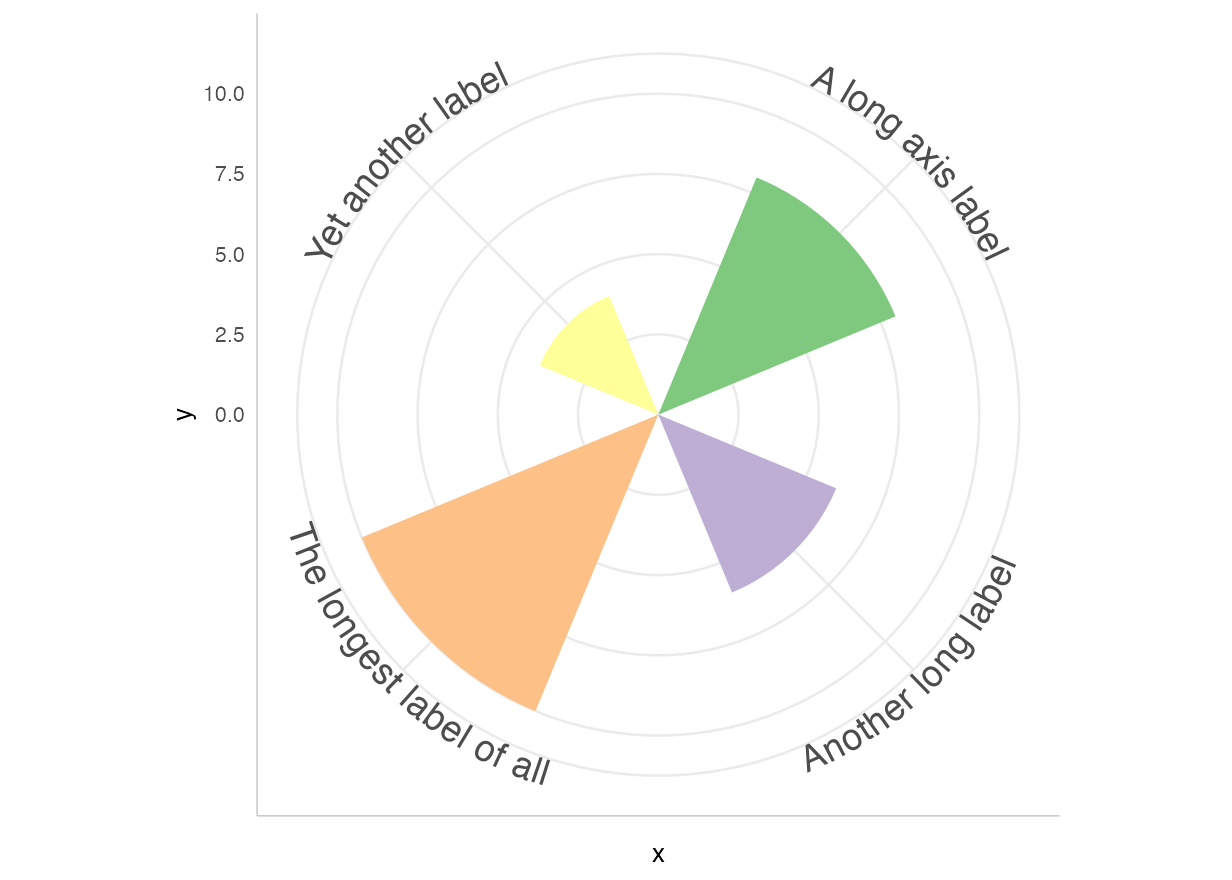 Yet another label
A long axis label
10.0
7.5
5.0
2.5
0.0
y
The longest label of all
Another long label
x